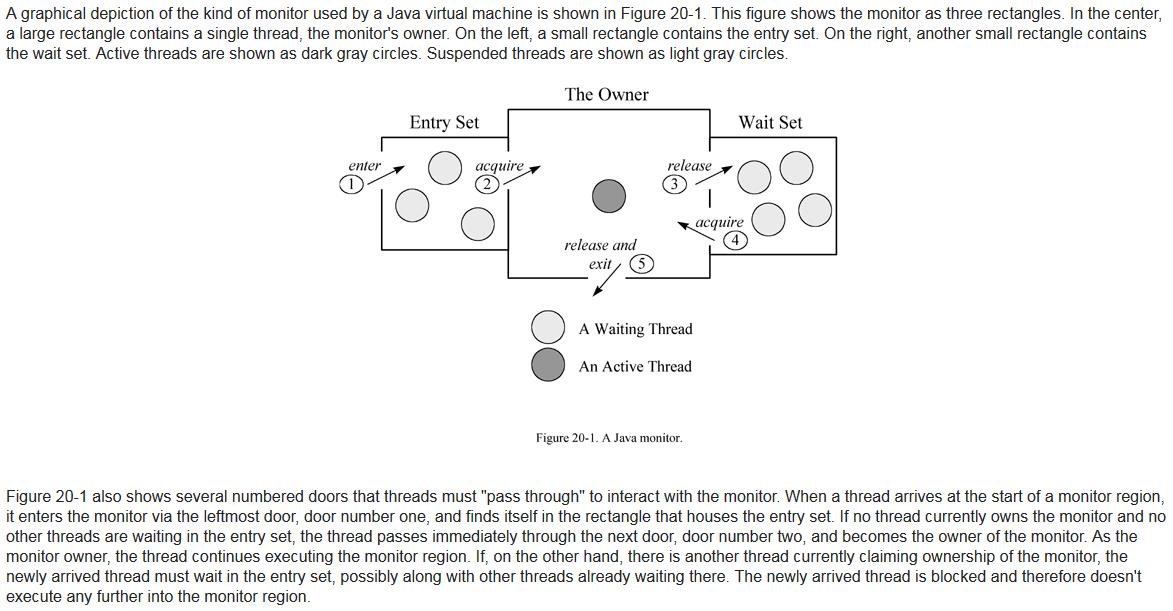 A graphical depiction of the kind of monitor used by a Java virtual machine is shown in Figure 20-1. This figure shows the monitor as three rectangles. In the center,
a large rectangle contains a single thread, the monitor's owner. On the left, a small rectangle contains the entry set. On the right, another small rectangle contains
the wait set. Active threads are shown as dark gray circles. Suspended threads are shown as light gray circles.
The Owner
Entry Set
Wait Set
enter
1
acquire
2
release
3
acquire
4
release and
exit
5
A Waiting Thread
An Active Thread
Figure 20-1. A Java monitor.
Figure 20-1 also shows several numbered doors that threads must "pass through" to interact with the monitor. When a thread arrives at the start of a monitor region,
it enters the monitor via the leftmost door, door number one, and finds itself in the rectangle that houses the entry set. If no thread currently owns the monitor and no
other threads are waiting in the entry set, the thread passes immediately through the next door, door number two, and becomes the owner of the monitor. As the
monitor owner, the thread continues executing the monitor region. If, on the other hand, there is another thread currently claiming ownership of the monitor, the
newly arrived thread must wait in the entry set, possibly along with other threads already waiting there. The newly arrived thread is blocked and therefore doesn't
execute any further into the monitor region.